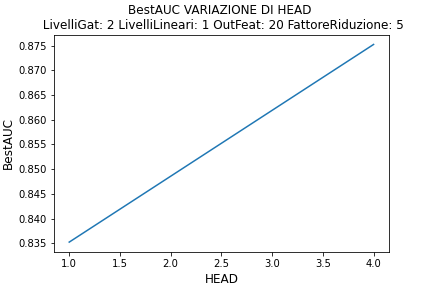 BestAUC VARIAZIONE DI HEAD
LivelliGat: 2 LivelliLineari: 1 OutFeat: 20 FattoreRiduzione: 5
0.875
0.870
0.865
0.860
0.855
0.850
0.845
0.840
0.835
BestAUC
1.0 1.5 2.0 2.5 3.0 3.5 4.0
HEAD